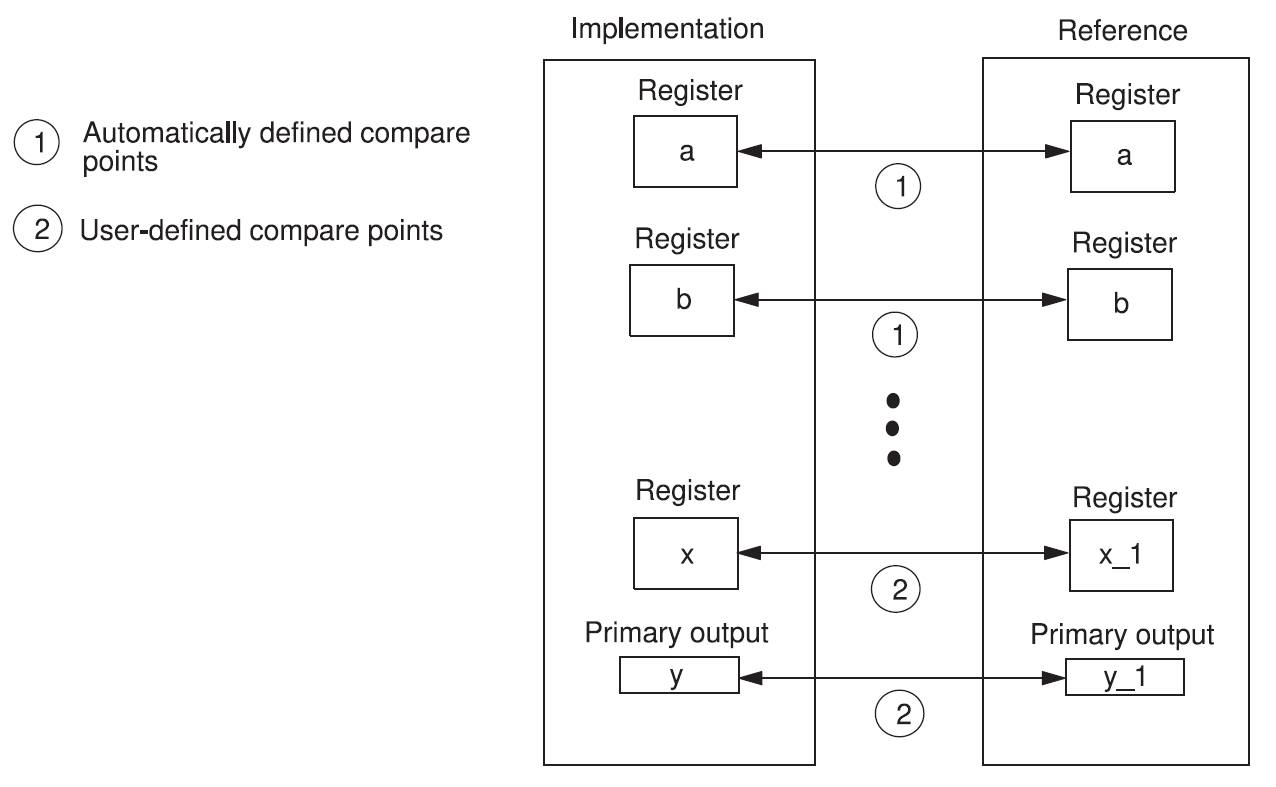 Implementation
Reference
1 Automatically defined compare
points
2 User-defined compare points
Register
a
Register
a
1
Register
b
Register
b
1
Register
x
Register
x_1
2
Primary output
y
Primary output
y_1
2